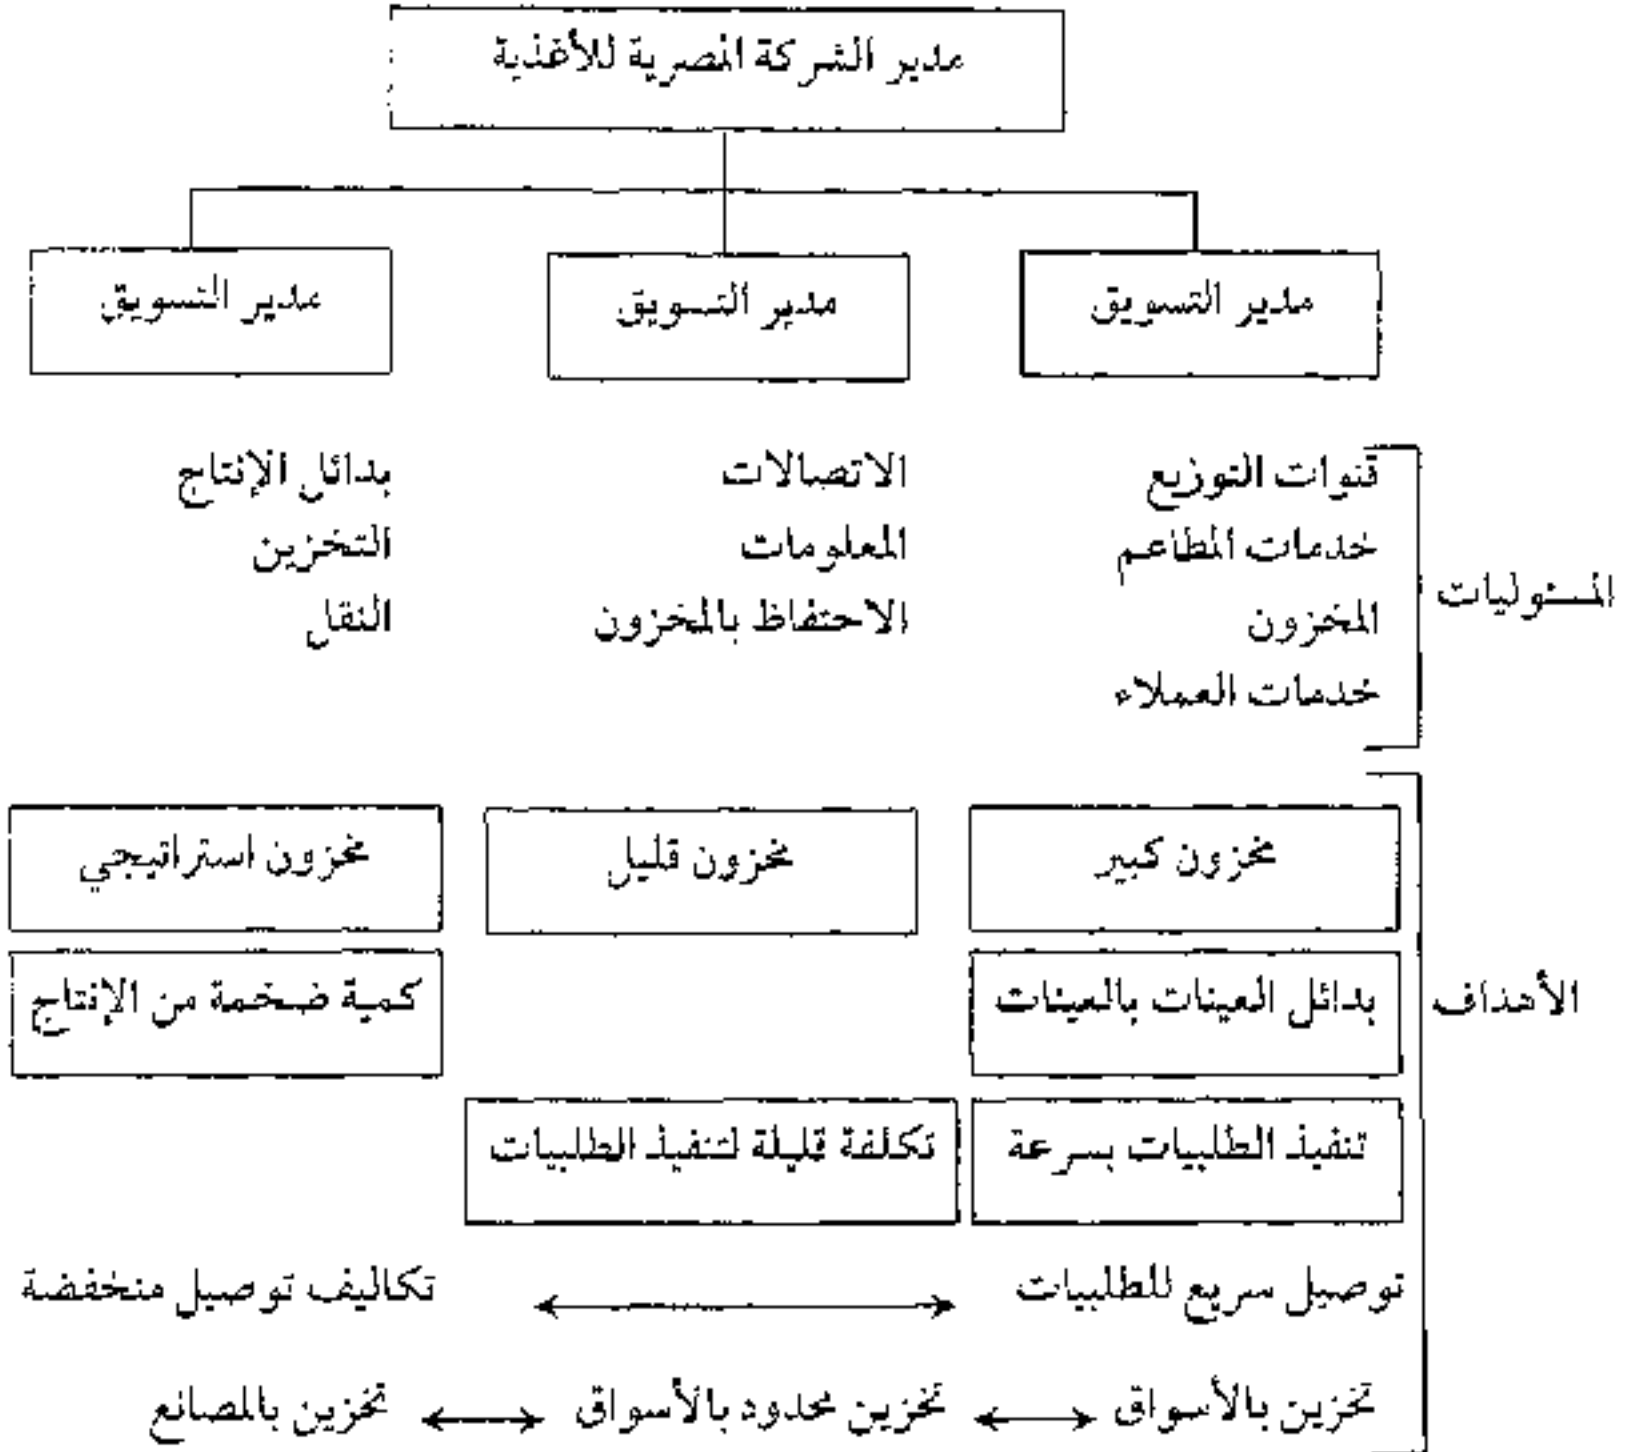 مدير الشركة المصرية للأغذية
مدير التسويق
مدير التسويق
مدير التسويق
المسئوليات
قنوات التوزيع
خدمات المطاعم
المخزون
خدمات العملاء
الاتصالات
المعلومات
الاحتفاظ بالمخزون
بدائل الإنتاج
التخزين
النقل
الأهداف
مخزون كبير
مخزون قليل
مخزون استراتيجي
بدائل العينات بالعينات
كمية ضخمة من الإنتاج
تنفيذ الطلبيات بسرعة
تكلفة قليلة لتنفيذ الطلبيات
توصيل سريع للطلبيات
تكاليف توصيل منخفضة
تخزين بالأسواق
تخزين محدود بالأسواق
تخزين بالمصانع